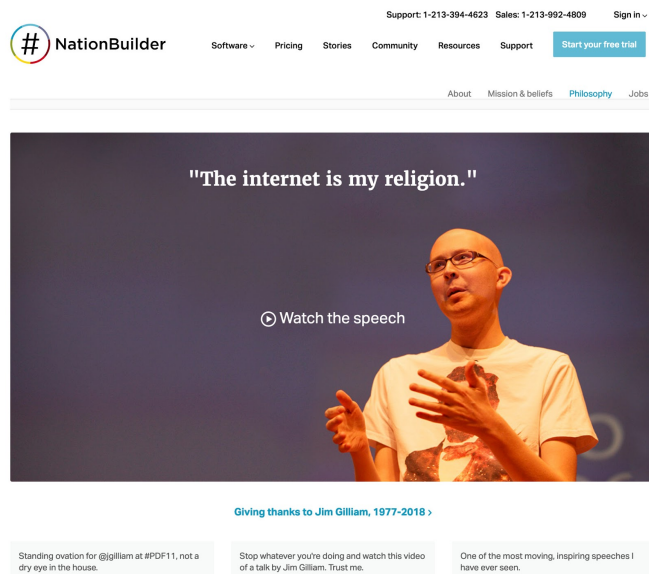 Support: 1-213-394-4623 Sales: 1-213-992-4809 Sign in
# NationBuilder
Software Pricing Stories Community Resources Support Start your free trial
About Mission & beliefs Philosophy Jobs
"The internet is my religion."
Watch the speech
Giving thanks to Jim Gilliam, 1977-2018 >
Standing ovation for @jgilliam at #PDF11, not a
dry eye in the house.
Stop whatever you're doing and watch this video
of a talk by Jim Gilliam. Trust me.
One of the most moving, inspiring speeches I
have ever seen.